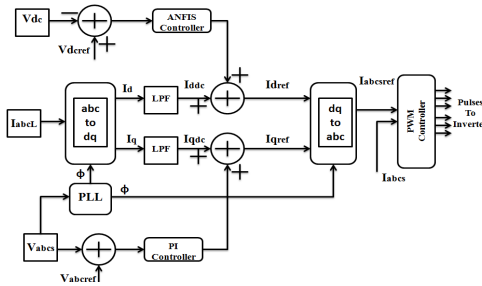 Vdc
Vdcref
ANFIS
Controller
IabcL
abc
to
dq
Id
LPF
Iddc
Idref
Iq
LPF
Iqdc
Iqref
dq
to
abc
Iabcsref
PWM
Controller
Pulses
To
Inverter
Iabcs
ϕ
ϕ
PLL
Vabcs
Vabcref
PI
Controller